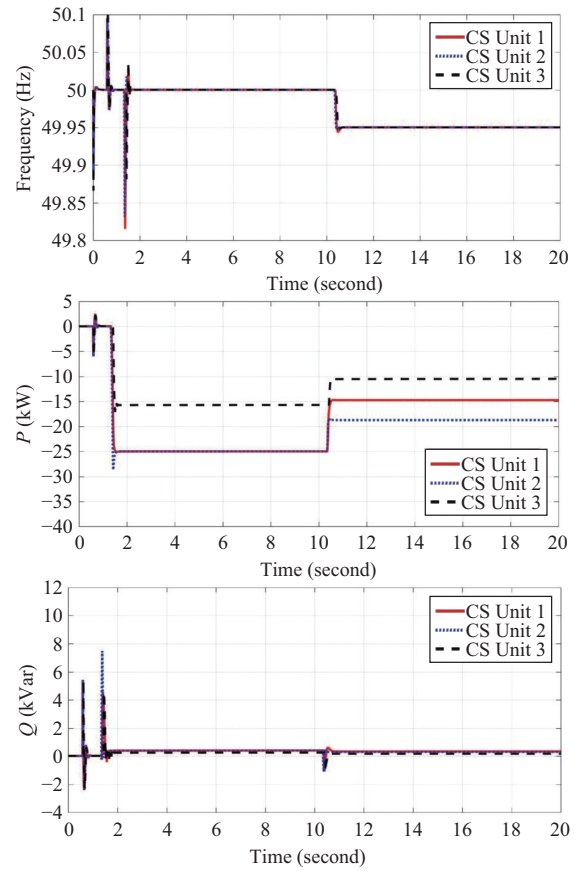 50.1
50.05
50
49.95
49.9
49.85
49.8
Frequency (Hz)
CS Unit 1
CS Unit 2
CS Unit 3
0 2 4 6 8 10 12 14 16 18 20
Time (second)
5
0
−5
−10
−15
−20
−25
−30
−35
−40
P (kW)
CS Unit 1
CS Unit 2
CS Unit 3
0 2 4 6 8 10 12 14 16 18 20
Time (second)
12
10
8
6
4
2
0
−2
−4
Q (kVar)
CS Unit 1
CS Unit 2
CS Unit 3
0 2 4 6 8 10 12 14 16 18 20
Time (second)